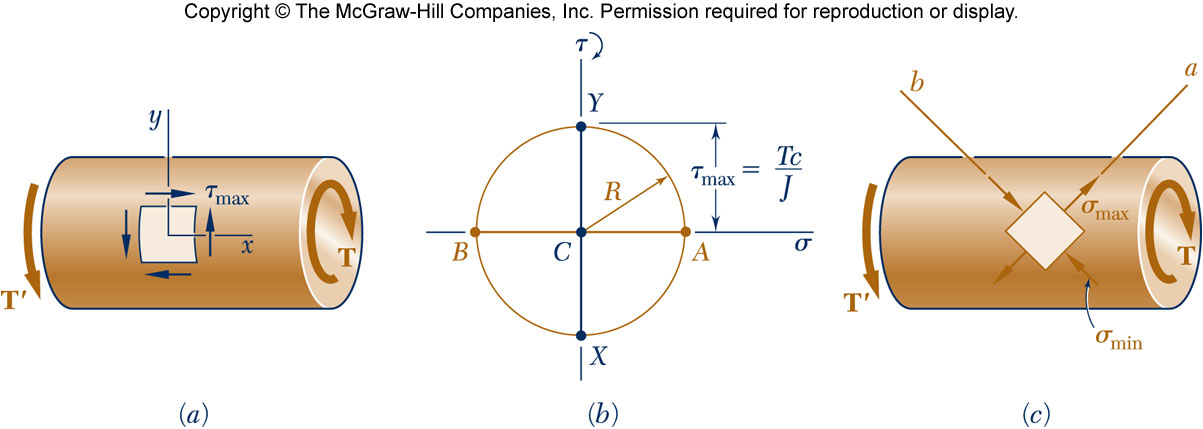 Copyright © The McGraw-Hill Companies, Inc. Permission required for reproduction or display.
y
τmax
x
T
T′
(a)
τ
Y
τmax = Tc/J
R
B
C
A
σ
X
(b)
b
a
σmax
T
T′
σmin
(c)